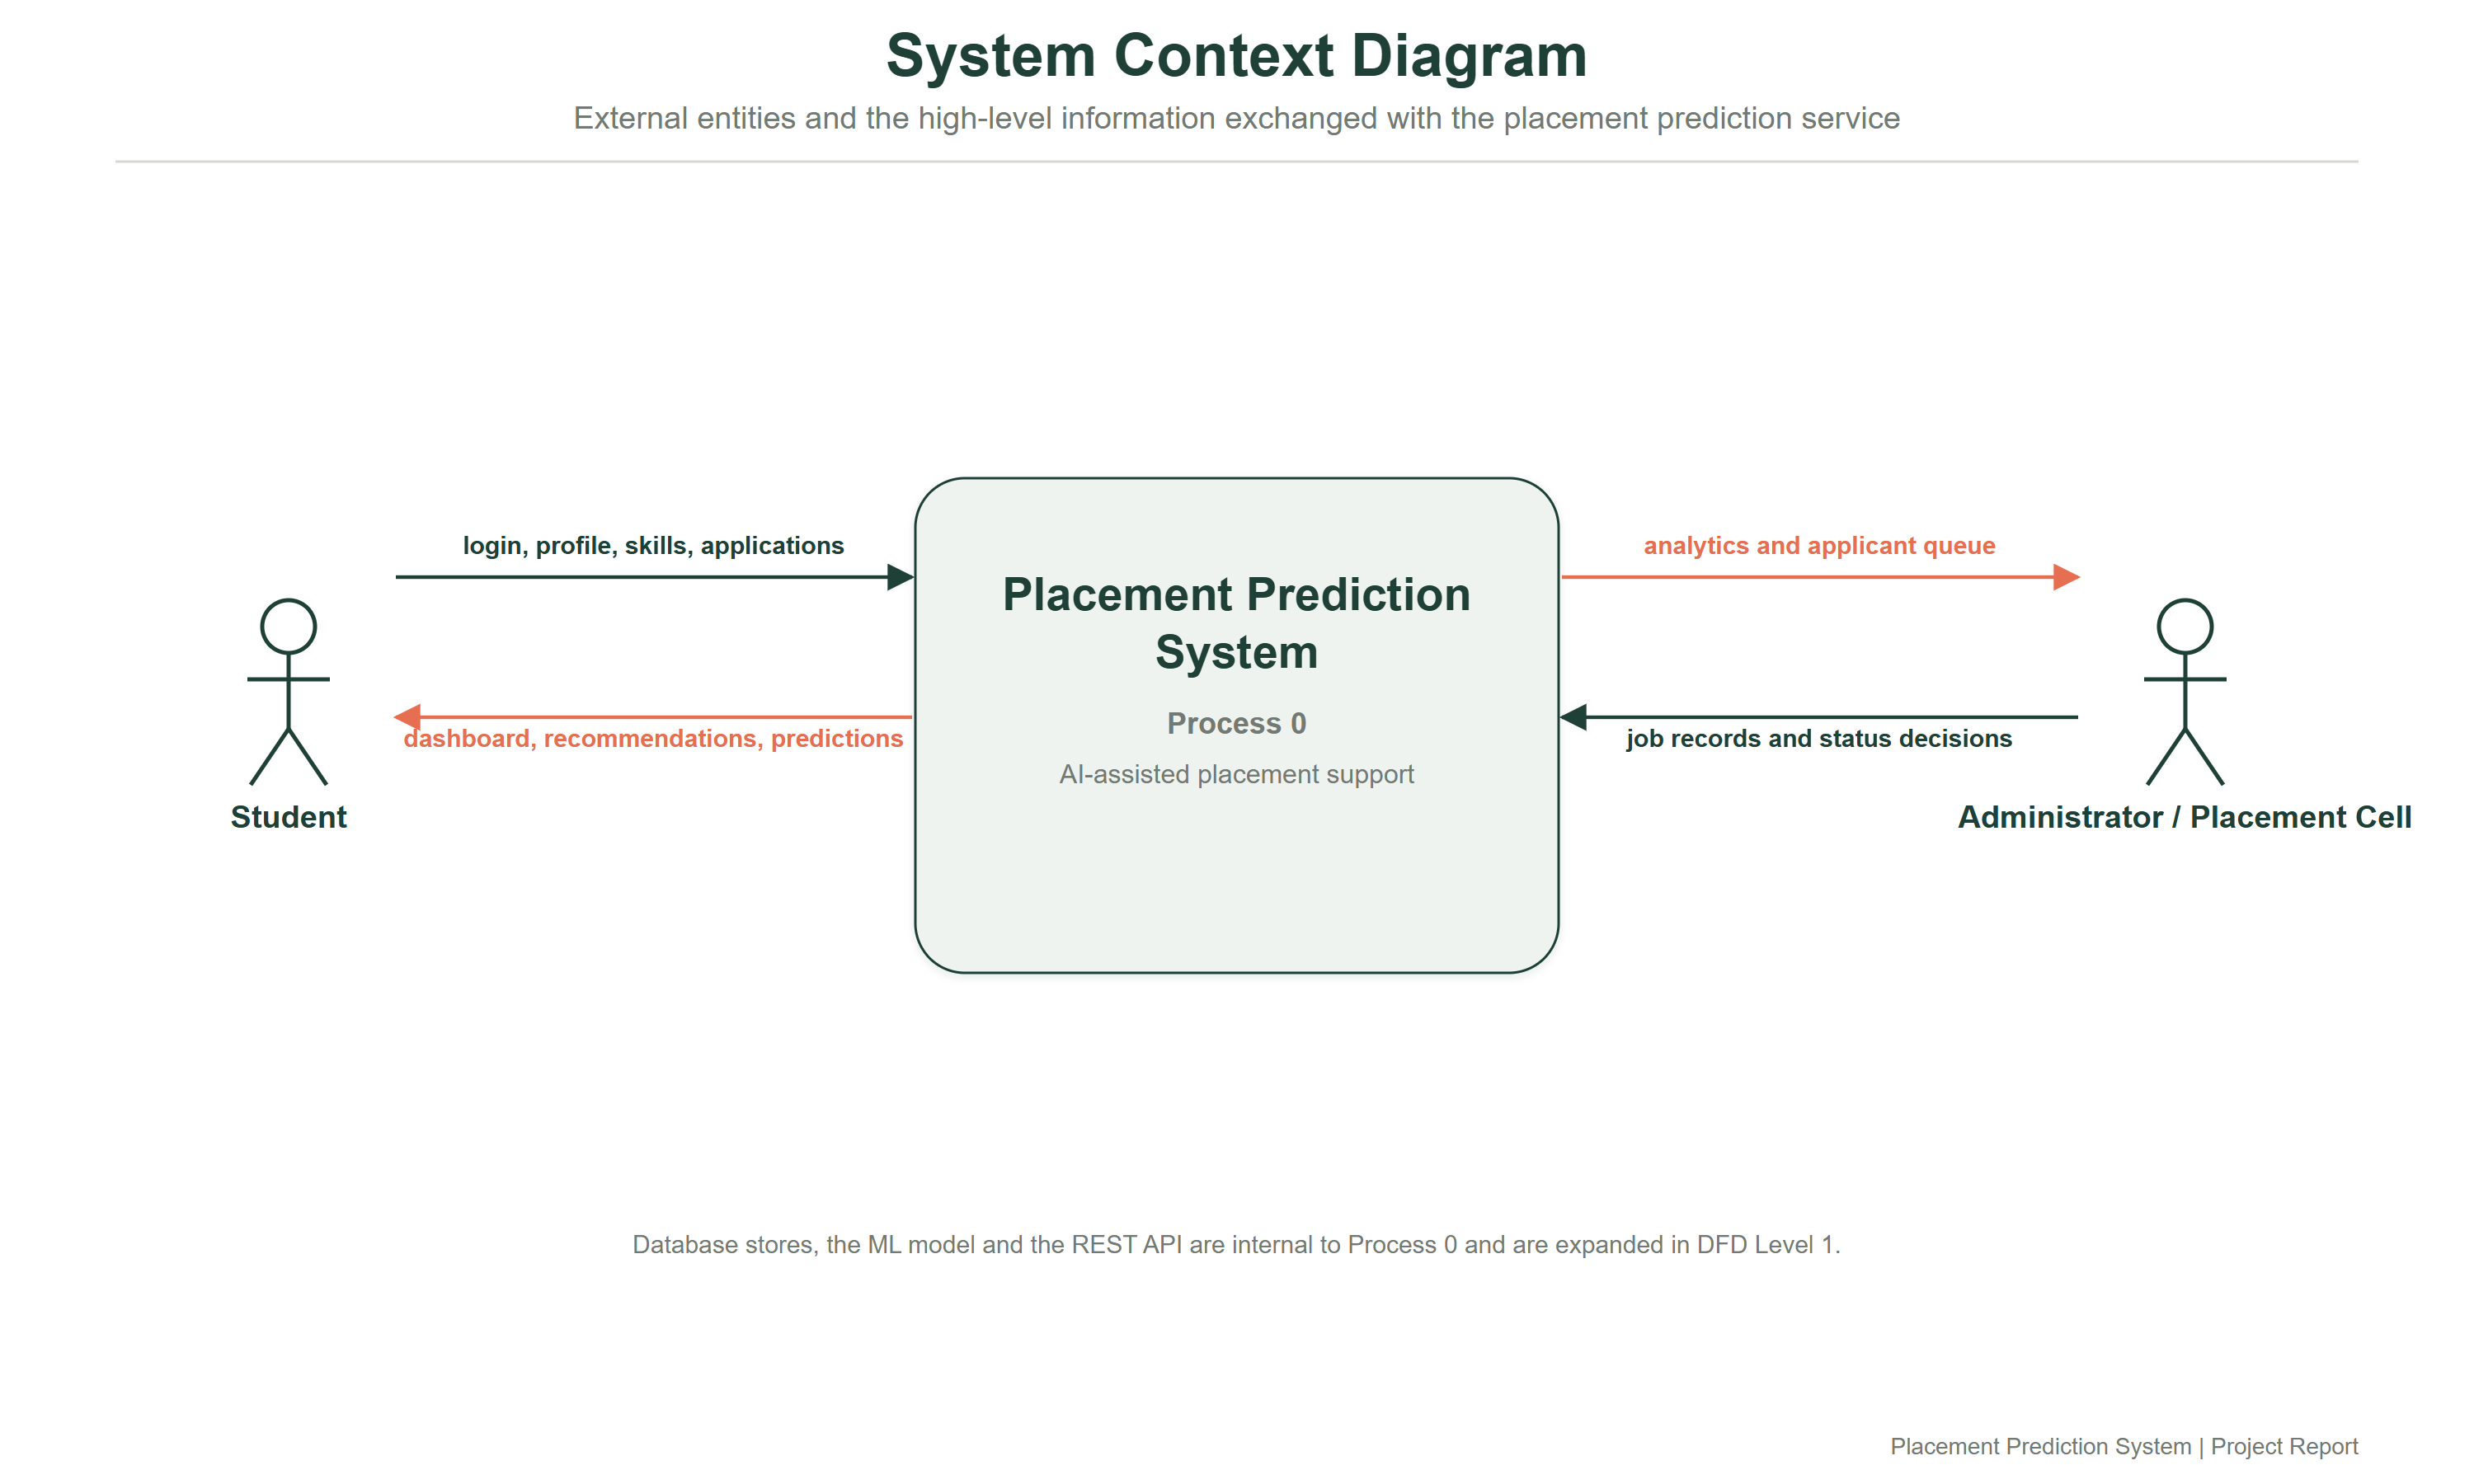 System Context Diagram
External entities and the high-level information exchanged with the placement prediction service
login, profile, skills, applications
analytics and applicant queue
Placement Prediction
System
Process 0
AI-assisted placement support
dashboard, recommendations, predictions
job records and status decisions
Student
Administrator / Placement Cell
Database stores, the ML model and the REST API are internal to Process 0 and are expanded in DFD Level 1.
Placement Prediction System | Project Report